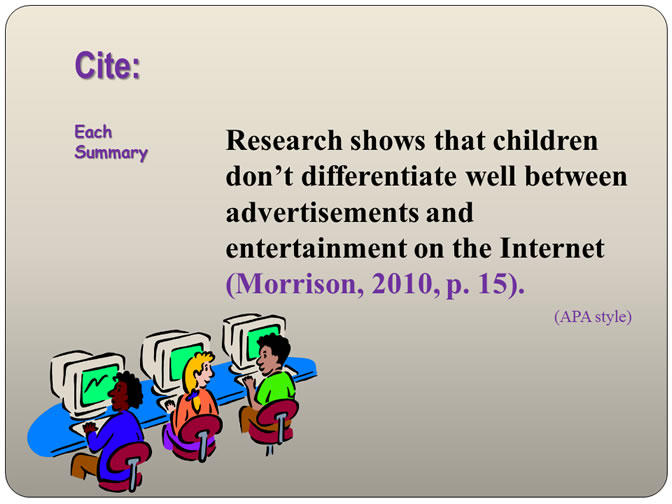 Cite:
Each
Summary
Research shows that children
don’t differentiate well between
advertisements and
entertainment on the Internet
(Morrison, 2010, p. 15).
(APA style)